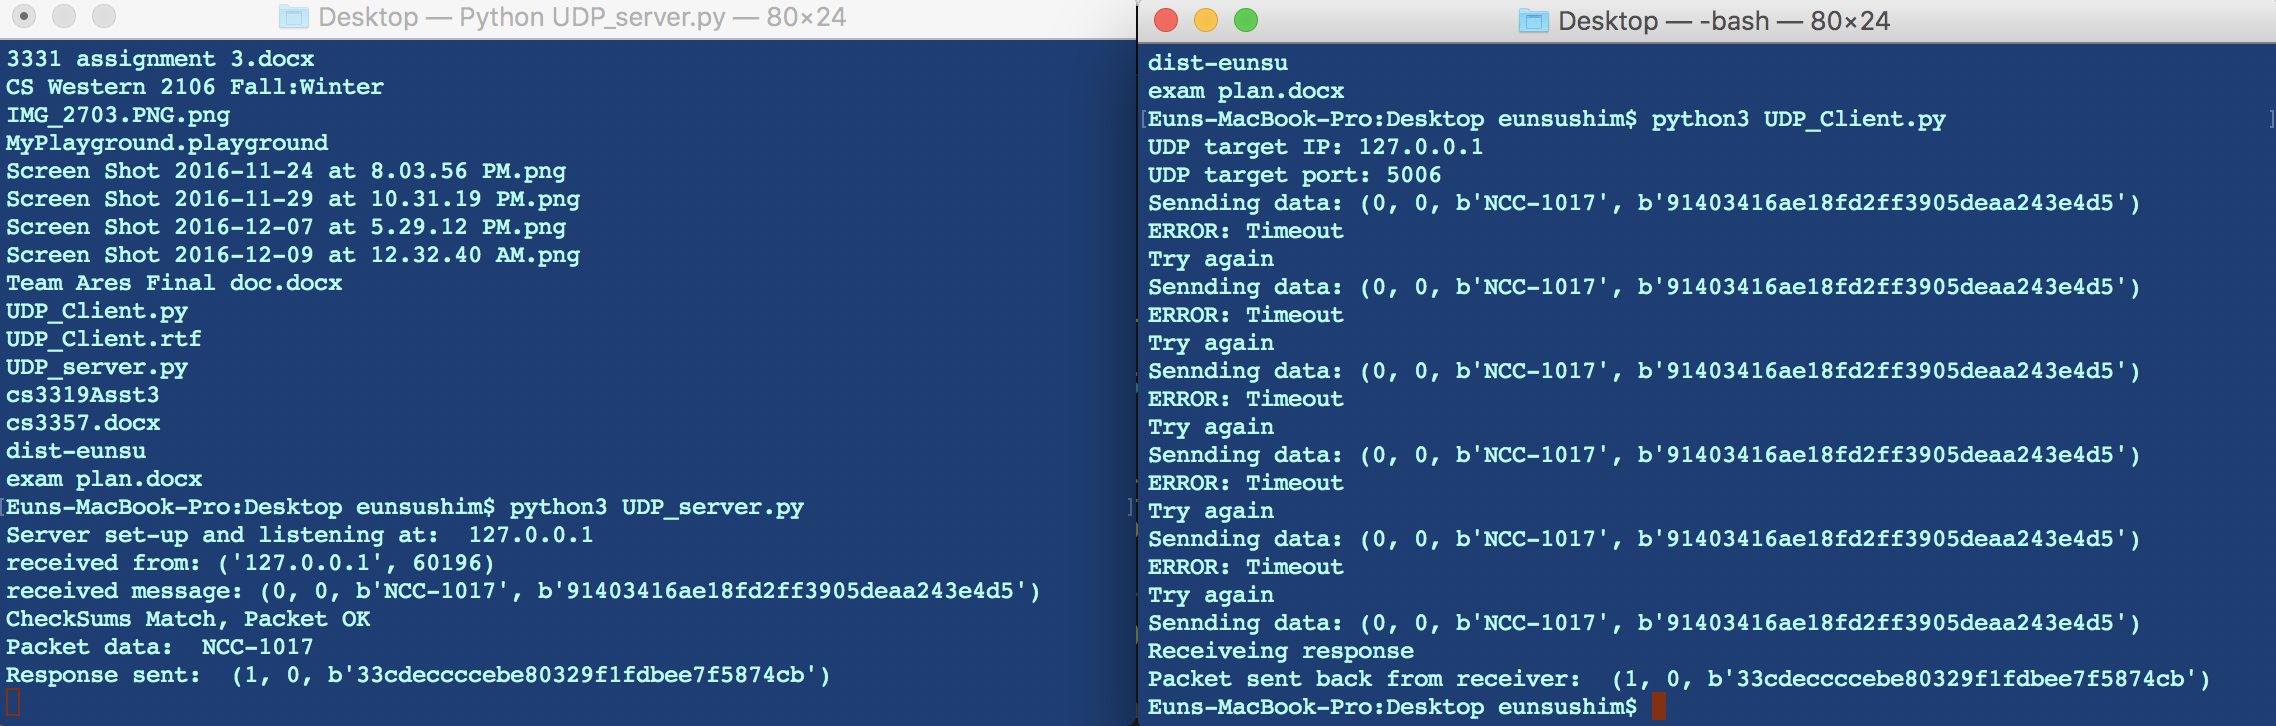 Desktop — Python UDP_server.py — 80×24
3331 assignment 3.docx
CS Western 2106 Fall:Winter
IMG_2703.PNG.png
MyPlayground.playground
Screen Shot 2016-11-24 at 8.03.56 PM.png
Screen Shot 2016-11-29 at 10.31.19 PM.png
Screen Shot 2016-12-07 at 5.29.12 PM.png
Screen Shot 2016-12-09 at 12.32.40 AM.png
Team Ares Final doc.docx
UDP_Client.py
UDP_Client.rtf
UDP_server.py
cs3319Asst3
cs3357.docx
dist-eunsu
exam plan.docx
[Euns-MacBook-Pro:Desktop eunsushim$ python3 UDP_server.py ]
Server set-up and listening at:  127.0.0.1
received from: ('127.0.0.1', 60196)
received message: (0, 0, b'NCC-1017', b'91403416ae18fd2ff3905deaa243e4d5')
CheckSums Match, Packet OK
Packet data:  NCC-1017
Response sent:  (1, 0, b'33cdeccccebe80329f1fdbee7f5874cb')
Desktop — -bash — 80×24
dist-eunsu
exam plan.docx
[Euns-MacBook-Pro:Desktop eunsushim$ python3 UDP_Client.py ]
UDP target IP: 127.0.0.1
UDP target port: 5006
Sennding data: (0, 0, b'NCC-1017', b'91403416ae18fd2ff3905deaa243e4d5')
ERROR: Timeout
Try again
Sennding data: (0, 0, b'NCC-1017', b'91403416ae18fd2ff3905deaa243e4d5')
ERROR: Timeout
Try again
Sennding data: (0, 0, b'NCC-1017', b'91403416ae18fd2ff3905deaa243e4d5')
ERROR: Timeout
Try again
Sennding data: (0, 0, b'NCC-1017', b'91403416ae18fd2ff3905deaa243e4d5')
ERROR: Timeout
Try again
Sennding data: (0, 0, b'NCC-1017', b'91403416ae18fd2ff3905deaa243e4d5')
ERROR: Timeout
Try again
Sennding data: (0, 0, b'NCC-1017', b'91403416ae18fd2ff3905deaa243e4d5')
Receiveing response
Packet sent back from receiver:  (1, 0, b'33cdeccccebe80329f1fdbee7f5874cb')
Euns-MacBook-Pro:Desktop eunsushim$